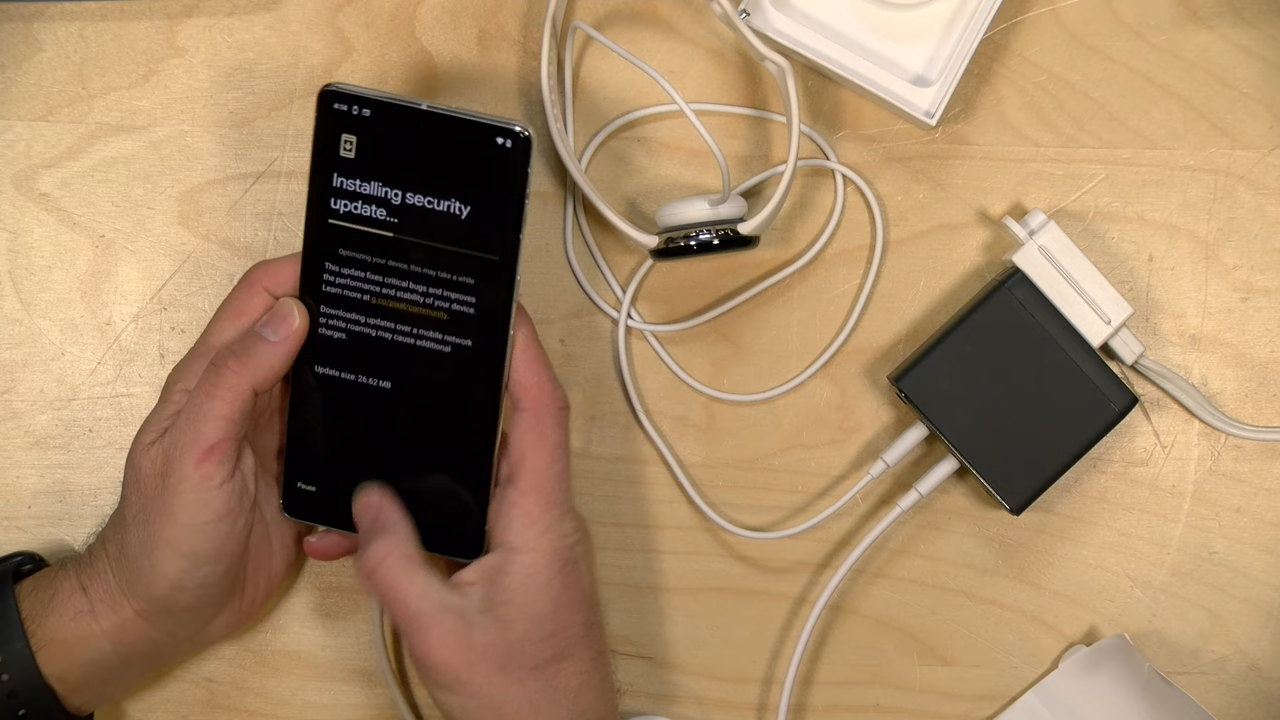 Installing security
update...
Optimizing your device, this may take a while
This update fixes critical bugs and improves
the performance and stability of your device.
Learn more at g.co/pixel/community.
Downloading updates over a mobile network
or while roaming may cause additional
charges.
Update size: 26.62 MB
Pause